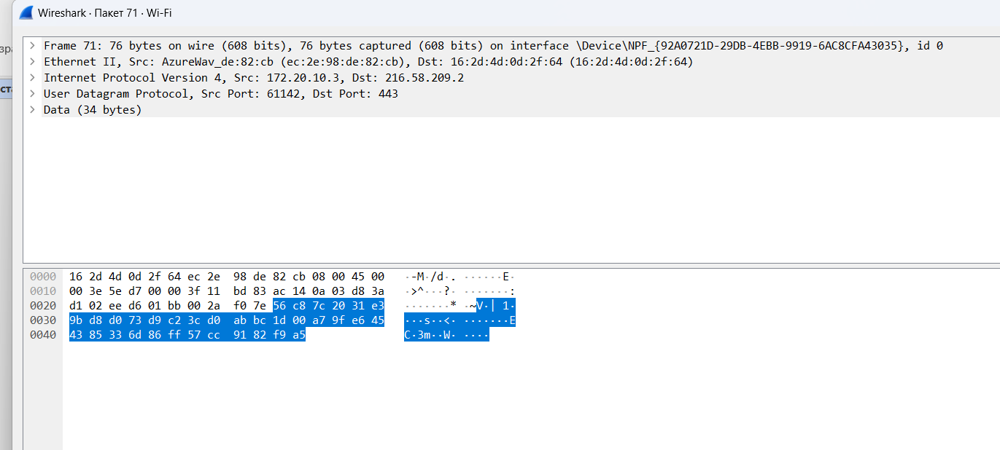 Wireshark · Пакет 71 · Wi-Fi
Frame 71: 76 bytes on wire (608 bits), 76 bytes captured (608 bits) on interface \Device\NPF_{92A0721D-29DB-4EBB-9919-6AC8CFA43035}, id 0
Ethernet II, Src: AzureWav_de:82:cb (ec:2e:98:de:82:cb), Dst: 16:2d:4d:0d:2f:64 (16:2d:4d:0d:2f:64)
Internet Protocol Version 4, Src: 172.20.10.3, Dst: 216.58.209.2
User Datagram Protocol, Src Port: 61142, Dst Port: 443
Data (34 bytes)
0000 16 2d 4d 0d 2f 64 ec 2e 98 de 82 cb 08 00 45 00 ·-M·/d·. ······E·
0010 00 3e 5e d7 00 00 3f 11 bd 83 ac 14 0a 03 d8 3a ·>^···?· ·······:
0020 d1 02 ee d6 01 bb 00 2a f0 7e 56 c8 7c 20 31 e3 ·······* ·~V·| 1·
0030 9b d8 d0 73 d9 c2 3c d0 ab bc 1d 00 a7 9f e6 45 ···s··<· ·······E
0040 43 85 33 6d 86 ff 57 cc 91 82 f9 a5 C·3m··W· ····